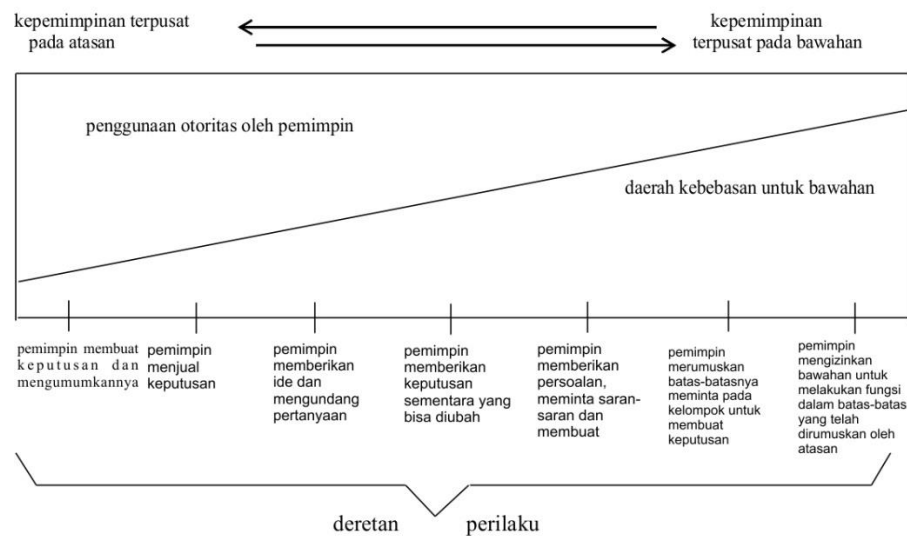 kepemimpinan terpusat
pada atasan
kepemimpinan
terpusat pada bawahan
penggunaan otoritas oleh pemimpin
daerah kebebasan untuk bawahan
pemimpin membuat
keputusan dan
mengumumkannya
pemimpin
menjual
keputusan
pemimpin
memberikan
ide dan
mengundang
pertanyaan
pemimpin
memberikan
keputusan
sementara yang
bisa diubah
pemimpin
memberikan
persoalan,
meminta saran-
saran dan
membuat
pemimpin
merumuskan
batas-batasnya
meminta pada
kelompok untuk
membuat
keputusan
pemimpin
mengizinkan
bawahan untuk
melakukan fungsi
dalam batas-batas
yang telah
dirumuskan oleh
atasan
deretan perilaku